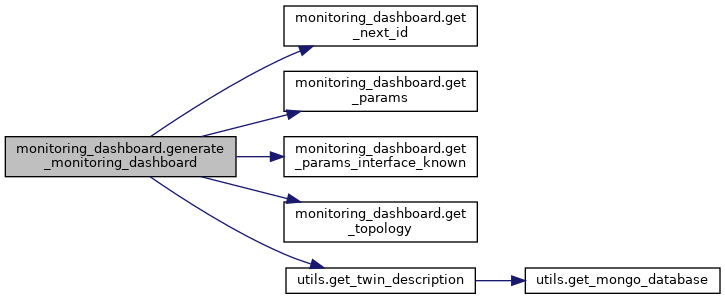 monitoring_dashboard.get
_next_id
monitoring_dashboard.get
_params
monitoring_dashboard.generate
_monitoring_dashboard
monitoring_dashboard.get
_params_interface_known
monitoring_dashboard.get
_topology
utils.get_twin_description
utils.get_mongo_database